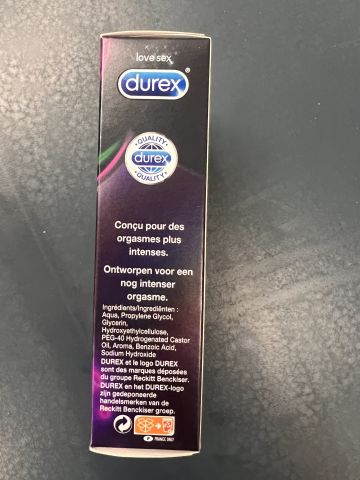 love sex
durex®
QUALITY
durex
QUALITY
Conçu pour des
orgasmes plus
intenses.
Ontworpen voor een
nog intenser
orgasme.
Ingrédients/Ingrediënten :
Aqua, Propylene Glycol,
Glycerin,
Hydroxyethylcellulose,
PEG-40 Hydrogenated Castor
Oil, Aroma, Benzoic Acid,
Sodium Hydroxide
DUREX et le logo DUREX
sont des marques déposées
du groupe Reckitt Benckiser.
DUREX en het DUREX-logo
zijn gedeponeerde
handelsmerken van de
Reckitt Benckiser groep.
FRANCE ONLY